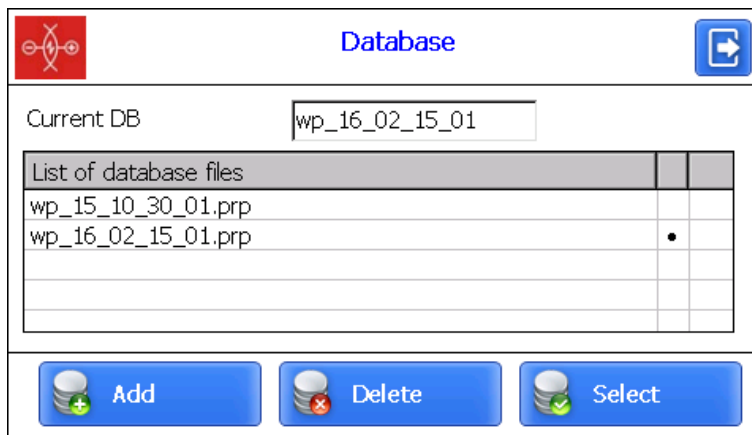 Database
Current DB wp_16_02_15_01
List of database files
wp_15_10_30_01.prp
wp_16_02_15_01.prp
Add Delete Select